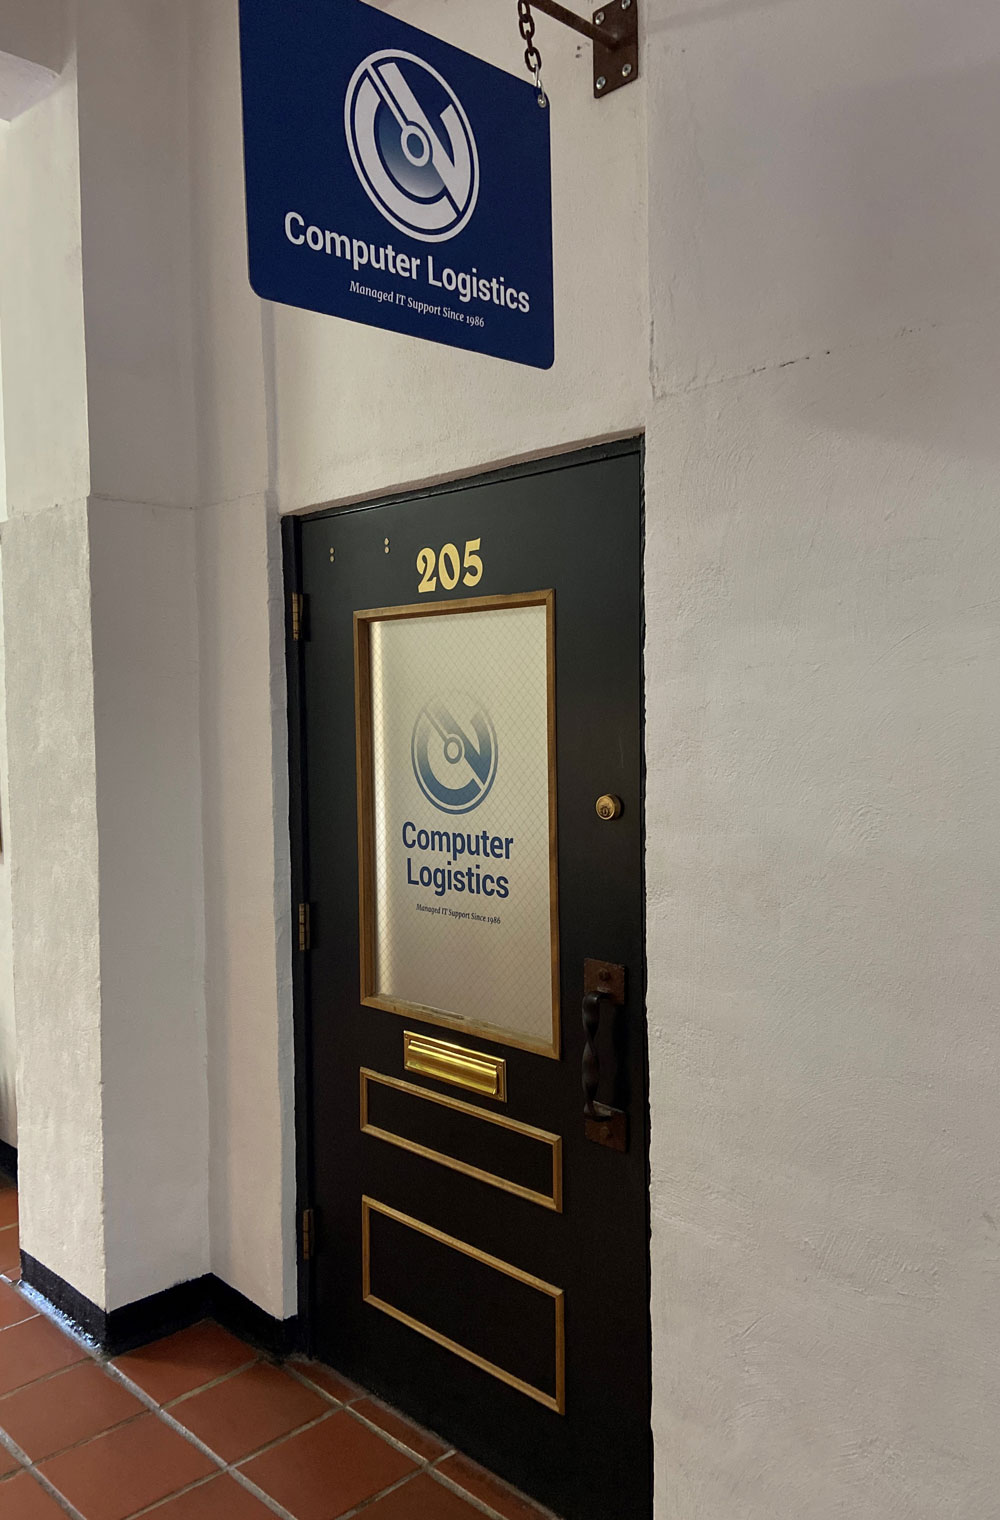 Computer Logistics
Managed IT Support Since 1986
205
Computer
Logistics
Managed IT Support Since 1986